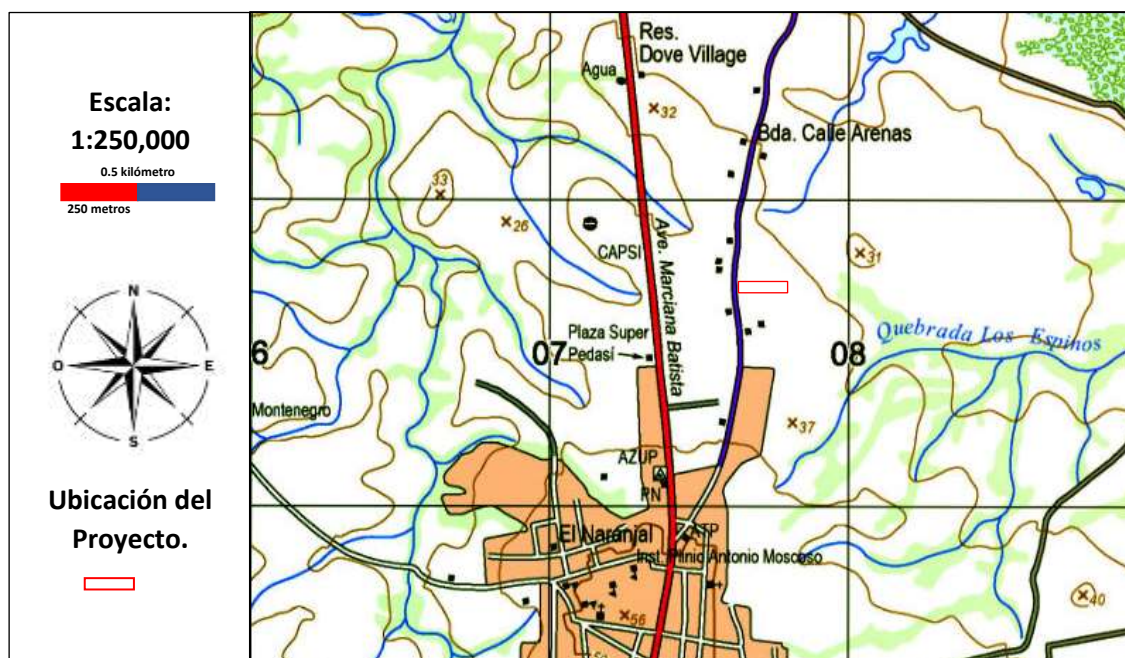 Escala:
1:250,000
0.5 kilómetro
250 metros
N
O
E
S
Ubicación del
Proyecto.
Res.
Dove Village
Agua
32
Bda. Calle Arenas
33
26
CAPSI
Ave. Marciana Batista
31
Plaza Super
Pedasí
6
07
08
Quebrada Los Espinos
Montenegro
37
AZUP
PN
El Naranjal
ATP
Inst. Plinio Antonio Moscoso
56
40